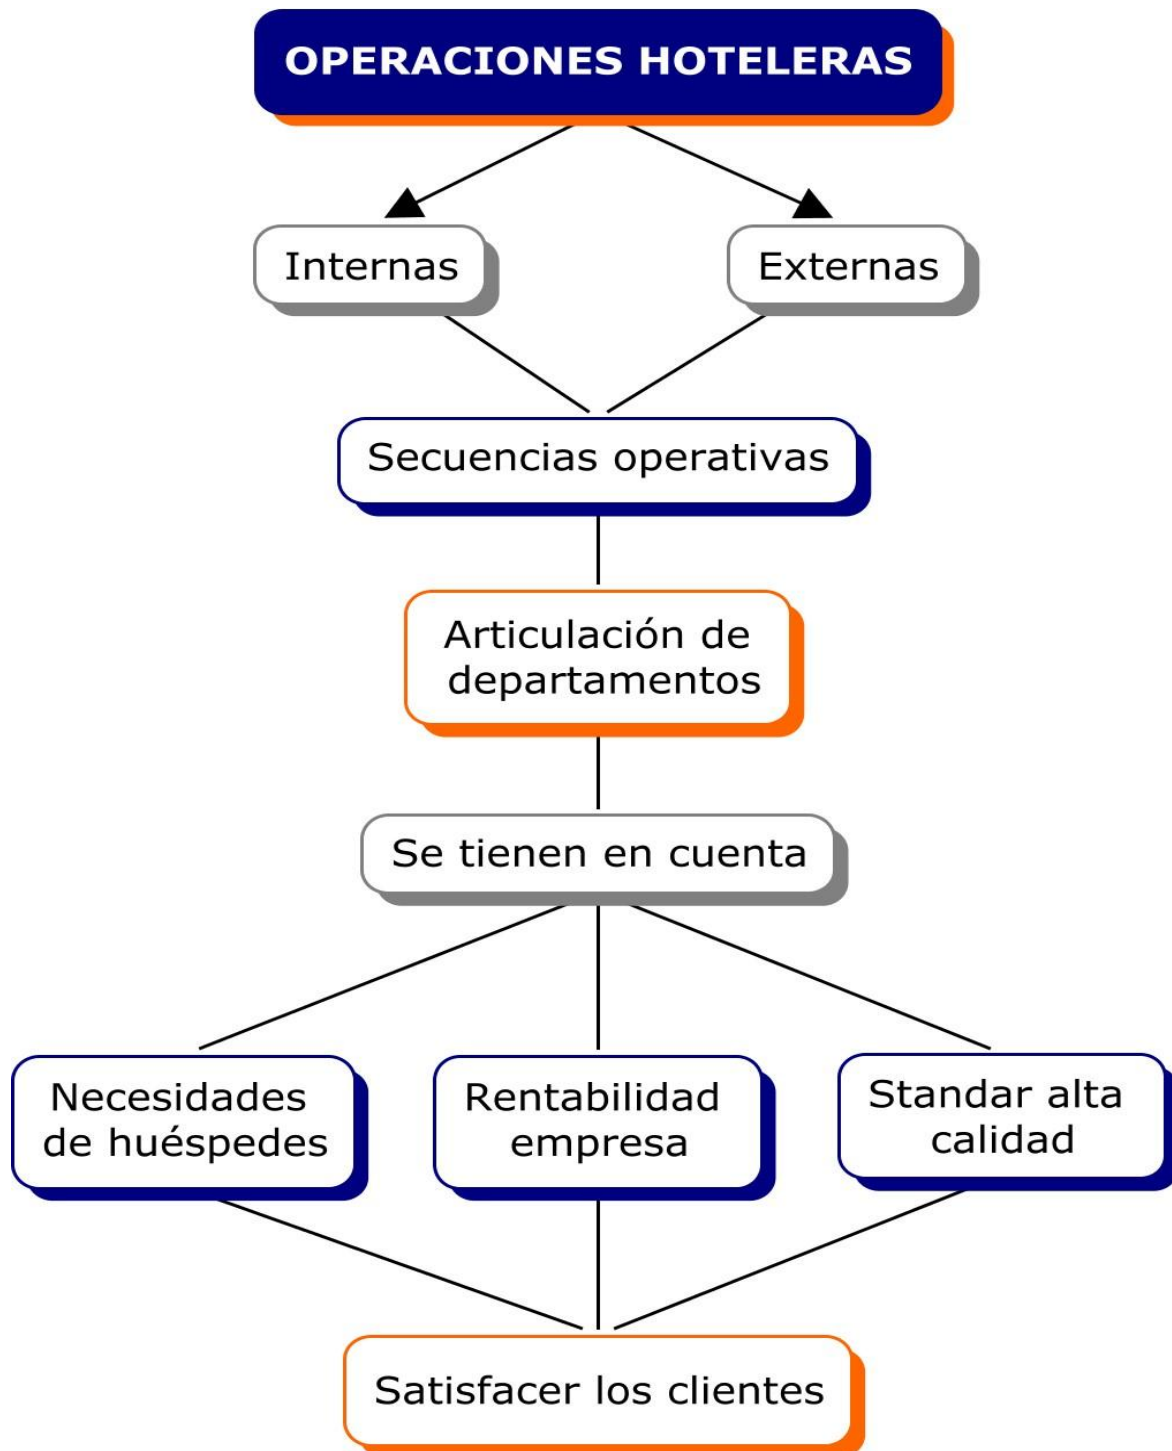 OPERACIONES HOTELERAS
Internas
Externas
Secuencias operativas
Articulación de
departamentos
Se tienen en cuenta
Necesidades
de huéspedes
Rentabilidad
empresa
Standar alta
calidad
Satisfacer los clientes